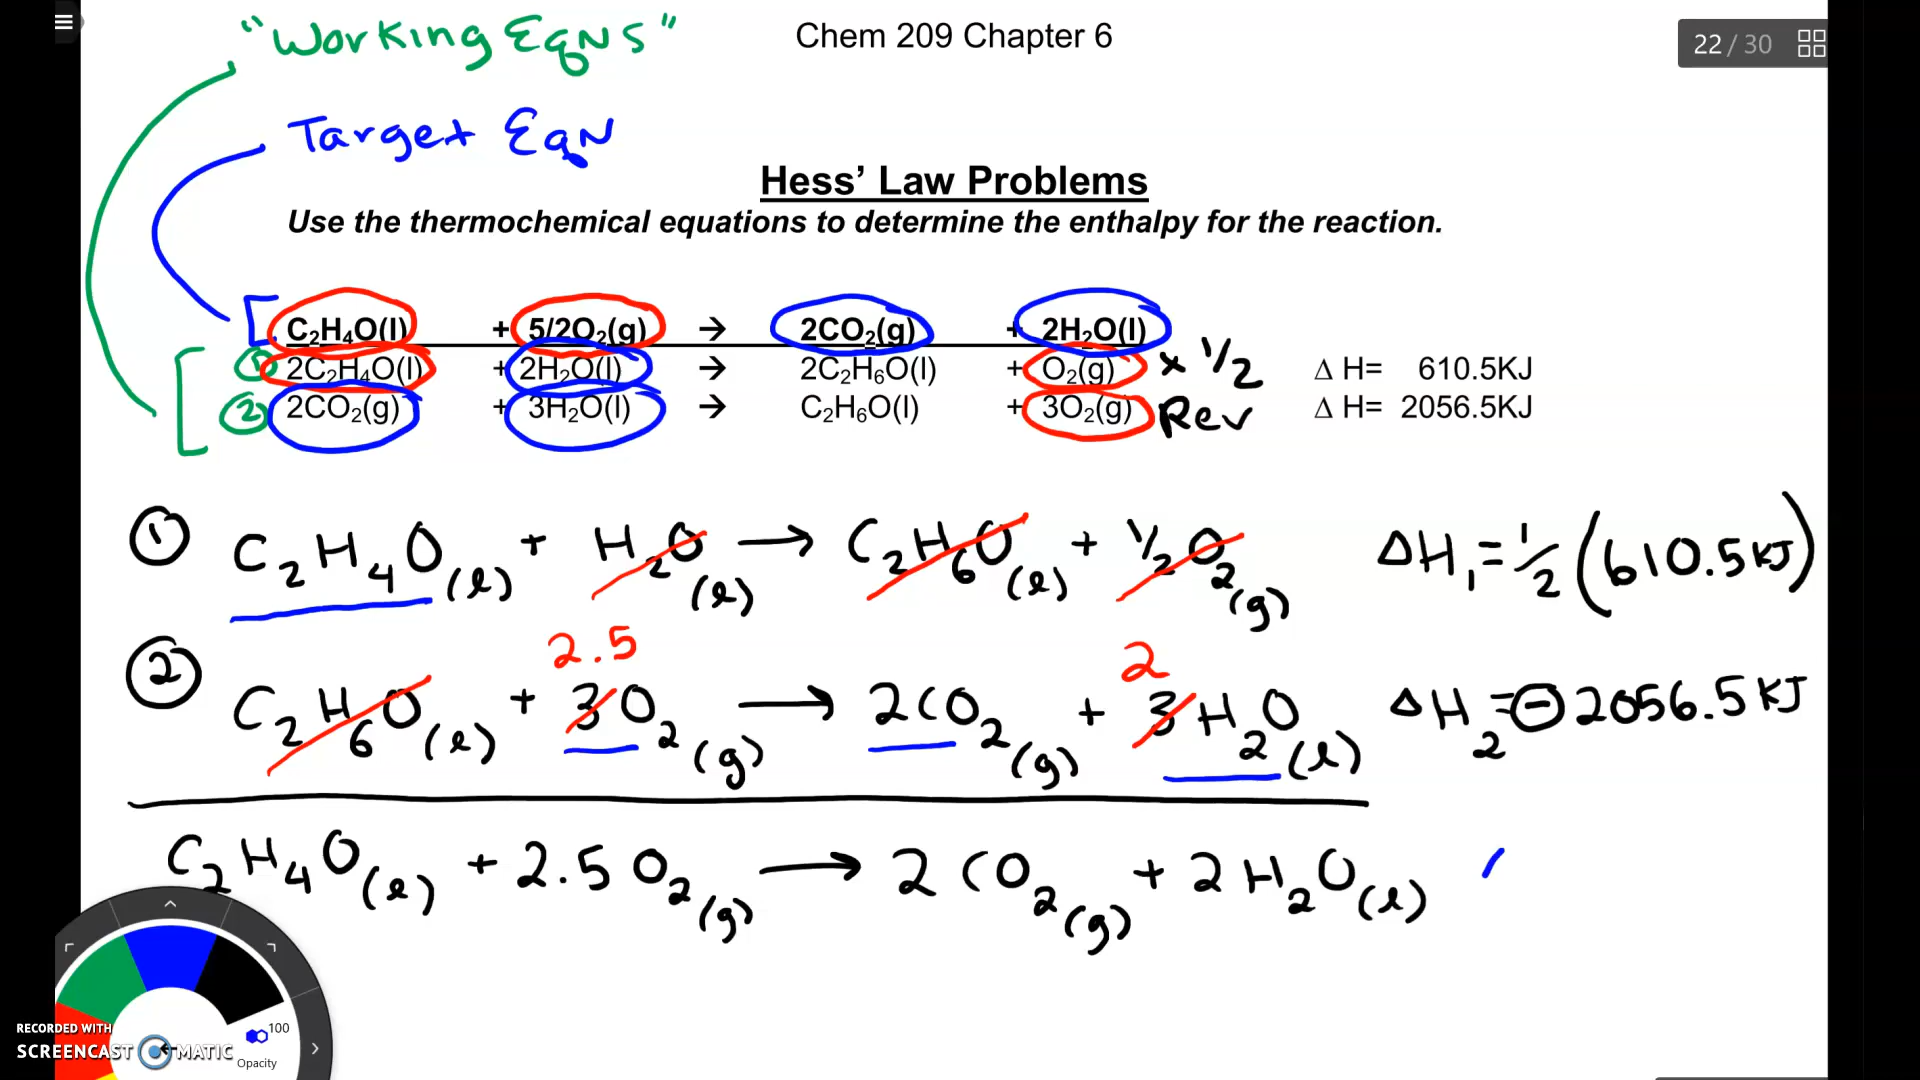 "Working Eqns"
Chem 209 Chapter 6
22 / 30
Target Eqn
Hess’ Law Problems
Use the thermochemical equations to determine the enthalpy for the reaction.
C₂H₄O(l) + 5/2O₂(g) → 2CO₂(g) + 2H₂O(l)
① 2C₂H₄O(l) + 2H₂O(l) → 2C₂H₆O(l) + O₂(g) × 1/2 Δ H= 610.5KJ
② 2CO₂(g) + 3H₂O(l) → C₂H₆O(l) + 3O₂(g) Rev Δ H= 2056.5KJ
① C₂H₄O(l) + H₂O(l) → C₂H₆O(l) + 1/2 O₂(g) ΔH₁ = 1/2 (610.5 KJ)
2.5 2
② C₂H₆O(l) + 3O₂(g) → 2CO₂(g) + 3H₂O(l) ΔH₂ = - 2056.5 KJ
C₂H₄O(l) + 2.5 O₂(g) → 2 CO₂(g) + 2 H₂O(l)
RECORDED WITH
SCREENCAST MATIC
100
Opacity